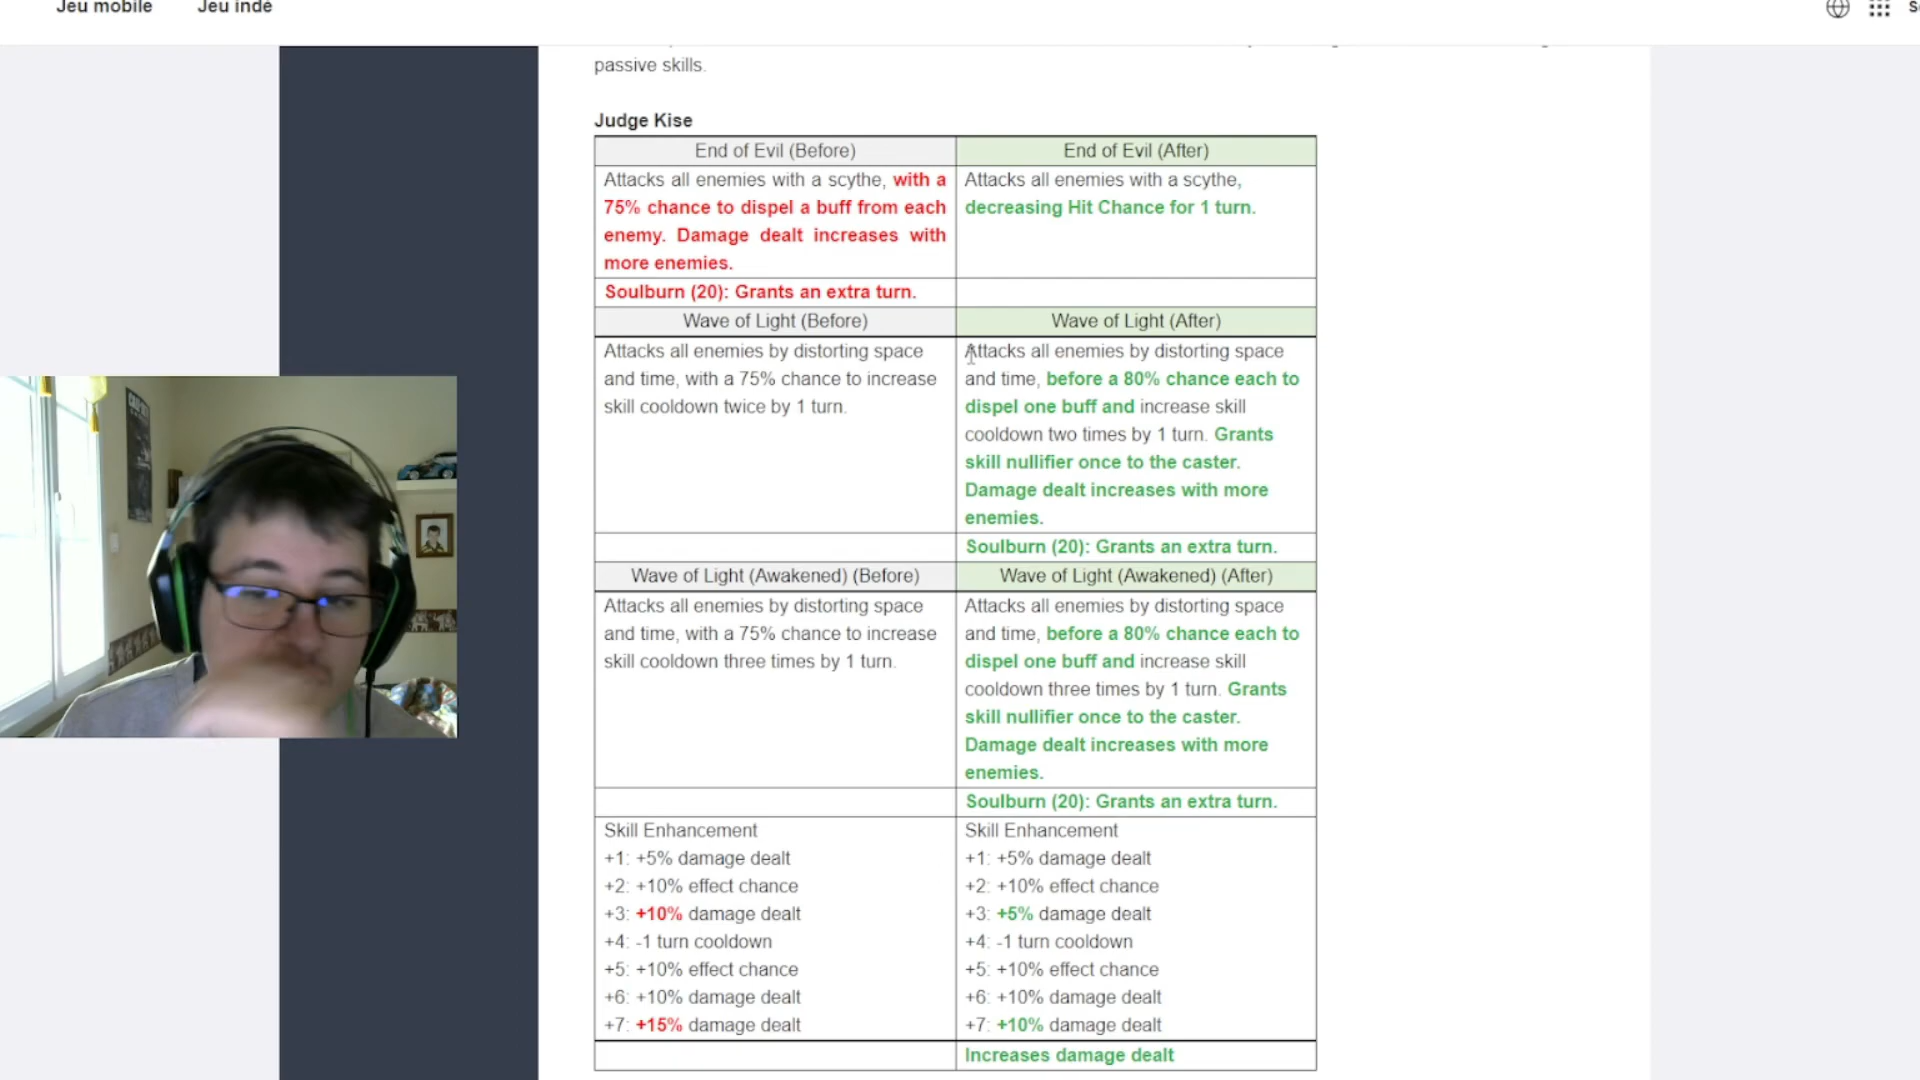 Jeu mobile
Jeu indé
passive skills.
Judge Kise
End of Evil (Before)
End of Evil (After)
Attacks all enemies with a scythe, with a
75% chance to dispel a buff from each
enemy. Damage dealt increases with
more enemies.
Attacks all enemies with a scythe,
decreasing Hit Chance for 1 turn.
Soulburn (20): Grants an extra turn.
Wave of Light (Before)
Wave of Light (After)
Attacks all enemies by distorting space
and time, with a 75% chance to increase
skill cooldown twice by 1 turn.
Attacks all enemies by distorting space
and time, before a 80% chance each to
dispel one buff and increase skill
cooldown two times by 1 turn. Grants
skill nullifier once to the caster.
Damage dealt increases with more
enemies.
Soulburn (20): Grants an extra turn.
Wave of Light (Awakened) (Before)
Wave of Light (Awakened) (After)
Attacks all enemies by distorting space
and time, with a 75% chance to increase
skill cooldown three times by 1 turn.
Attacks all enemies by distorting space
and time, before a 80% chance each to
dispel one buff and increase skill
cooldown three times by 1 turn. Grants
skill nullifier once to the caster.
Damage dealt increases with more
enemies.
Soulburn (20): Grants an extra turn.
Skill Enhancement
+1: +5% damage dealt
+2: +10% effect chance
+3: +10% damage dealt
+4: -1 turn cooldown
+5: +10% effect chance
+6: +10% damage dealt
+7: +15% damage dealt
Skill Enhancement
+1: +5% damage dealt
+2: +10% effect chance
+3: +5% damage dealt
+4: -1 turn cooldown
+5: +10% effect chance
+6: +10% damage dealt
+7: +10% damage dealt
Increases damage dealt